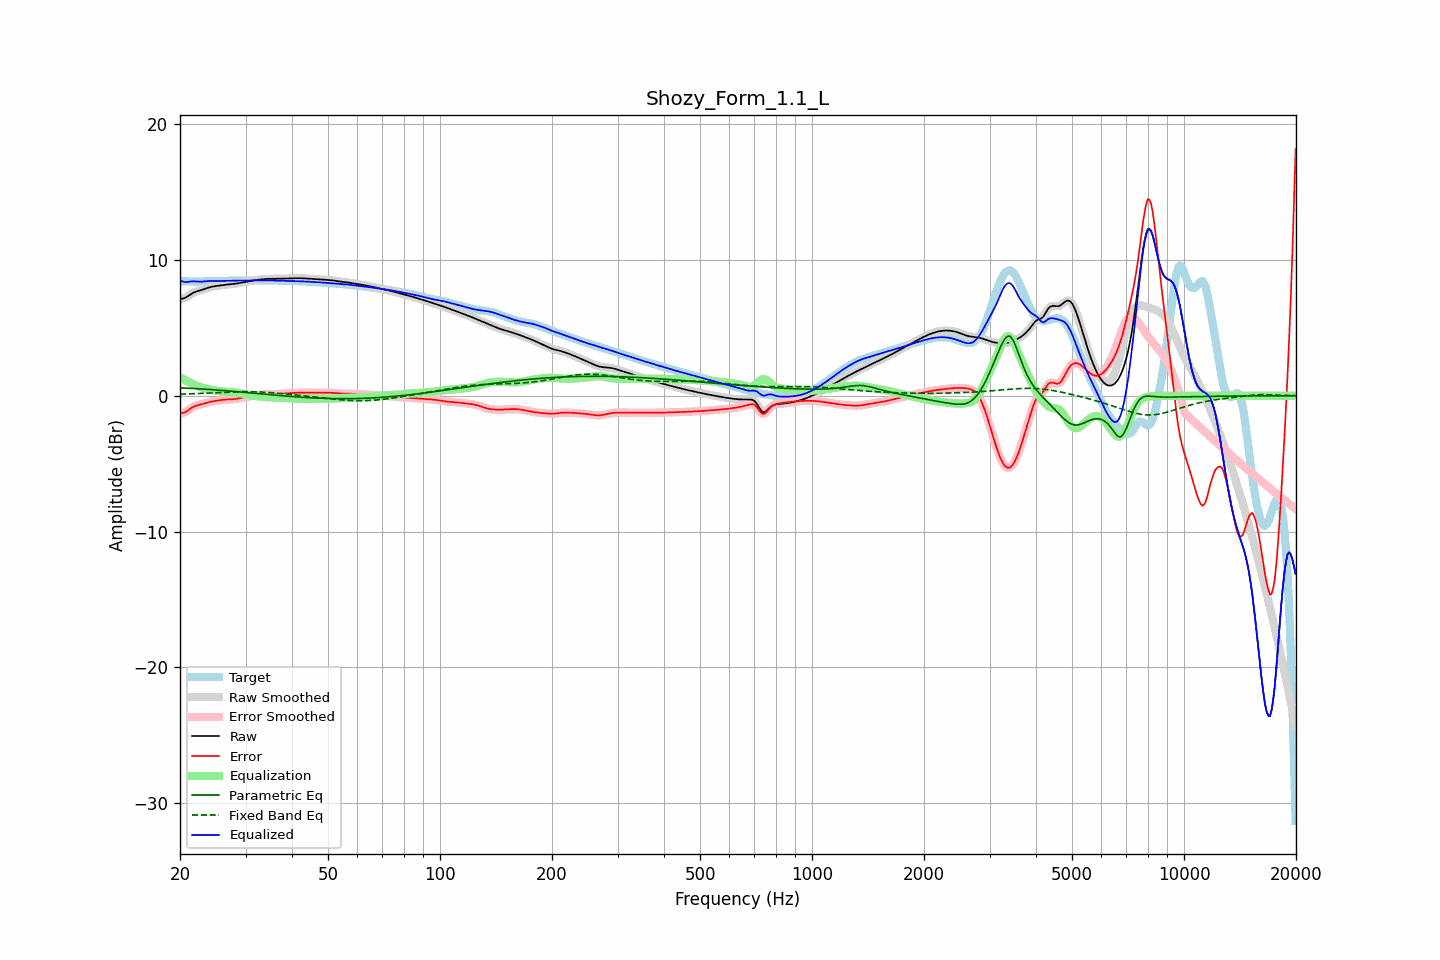 Shozy_Form_1.1_L
20
10
0
−10
−20
−30
Amplitude (dBr)
Target
Raw Smoothed
Error Smoothed
Raw
Error
Equalization
Parametric Eq
Fixed Band Eq
Equalized
20 50 100 200 500 1000 2000 5000 10000 20000
Frequency (Hz)